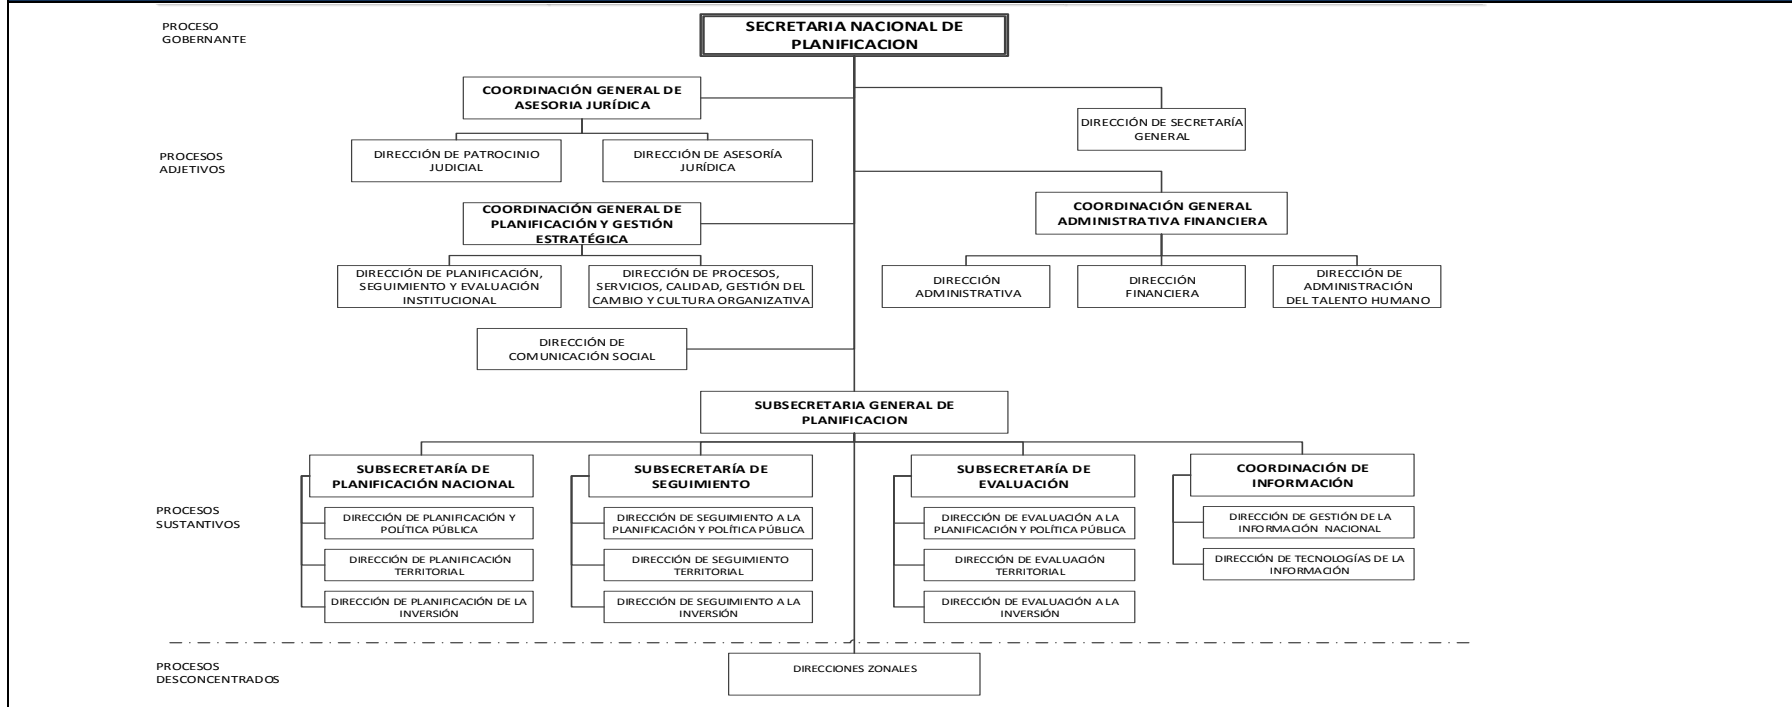 PROCESO
GOBERNANTE
SECRETARIA NACIONAL DE
PLANIFICACION
COORDINACIÓN GENERAL DE
ASESORIA JURÍDICA
DIRECCIÓN DE SECRETARÍA
GENERAL
PROCESOS
ADJETIVOS
DIRECCIÓN DE PATROCINIO
JUDICIAL
DIRECCIÓN DE ASESORÍA
JURÍDICA
COORDINACIÓN GENERAL DE
PLANIFICACIÓN Y GESTIÓN
ESTRATÉGICA
COORDINACIÓN GENERAL
ADMINISTRATIVA FINANCIERA
DIRECCIÓN DE PLANIFICACIÓN,
SEGUIMIENTO Y EVALUACIÓN
INSTITUCIONAL
DIRECCIÓN DE PROCESOS,
SERVICIOS, CALIDAD, GESTIÓN DEL
CAMBIO Y CULTURA ORGANIZATIVA
DIRECCIÓN
ADMINISTRATIVA
DIRECCIÓN
FINANCIERA
DIRECCIÓN DE
ADMINISTRACIÓN
DEL TALENTO HUMANO
DIRECCIÓN DE
COMUNICACIÓN SOCIAL
SUBSECRETARIA GENERAL DE
PLANIFICACION
PROCESOS
SUSTANTIVOS
SUBSECRETARÍA DE
PLANIFICACIÓN NACIONAL
DIRECCIÓN DE PLANIFICACIÓN Y
POLÍTICA PÚBLICA
DIRECCIÓN DE PLANIFICACIÓN
TERRITORIAL
DIRECCIÓN DE PLANIFICACIÓN DE LA
INVERSIÓN
SUBSECRETARÍA DE
SEGUIMIENTO
DIRECCIÓN DE SEGUIMIENTO A LA
PLANIFICACIÓN Y POLÍTICA PÚBLICA
DIRECCIÓN DE SEGUIMIENTO
TERRITORIAL
DIRECCIÓN DE SEGUIMIENTO A LA
INVERSIÓN
SUBSECRETARÍA DE
EVALUACIÓN
DIRECCIÓN DE EVALUACIÓN A LA
PLANIFICACIÓN Y POLÍTICA PÚBLICA
DIRECCIÓN DE EVALUACIÓN
TERRITORIAL
DIRECCIÓN DE EVALUACIÓN A LA
INVERSIÓN
COORDINACIÓN DE
INFORMACIÓN
DIRECCIÓN DE GESTIÓN DE LA
INFORMACIÓN NACIONAL
DIRECCIÓN DE TECNOLOGÍAS DE LA
INFORMACIÓN
PROCESOS
DESCONCENTRADOS
DIRECCIONES ZONALES